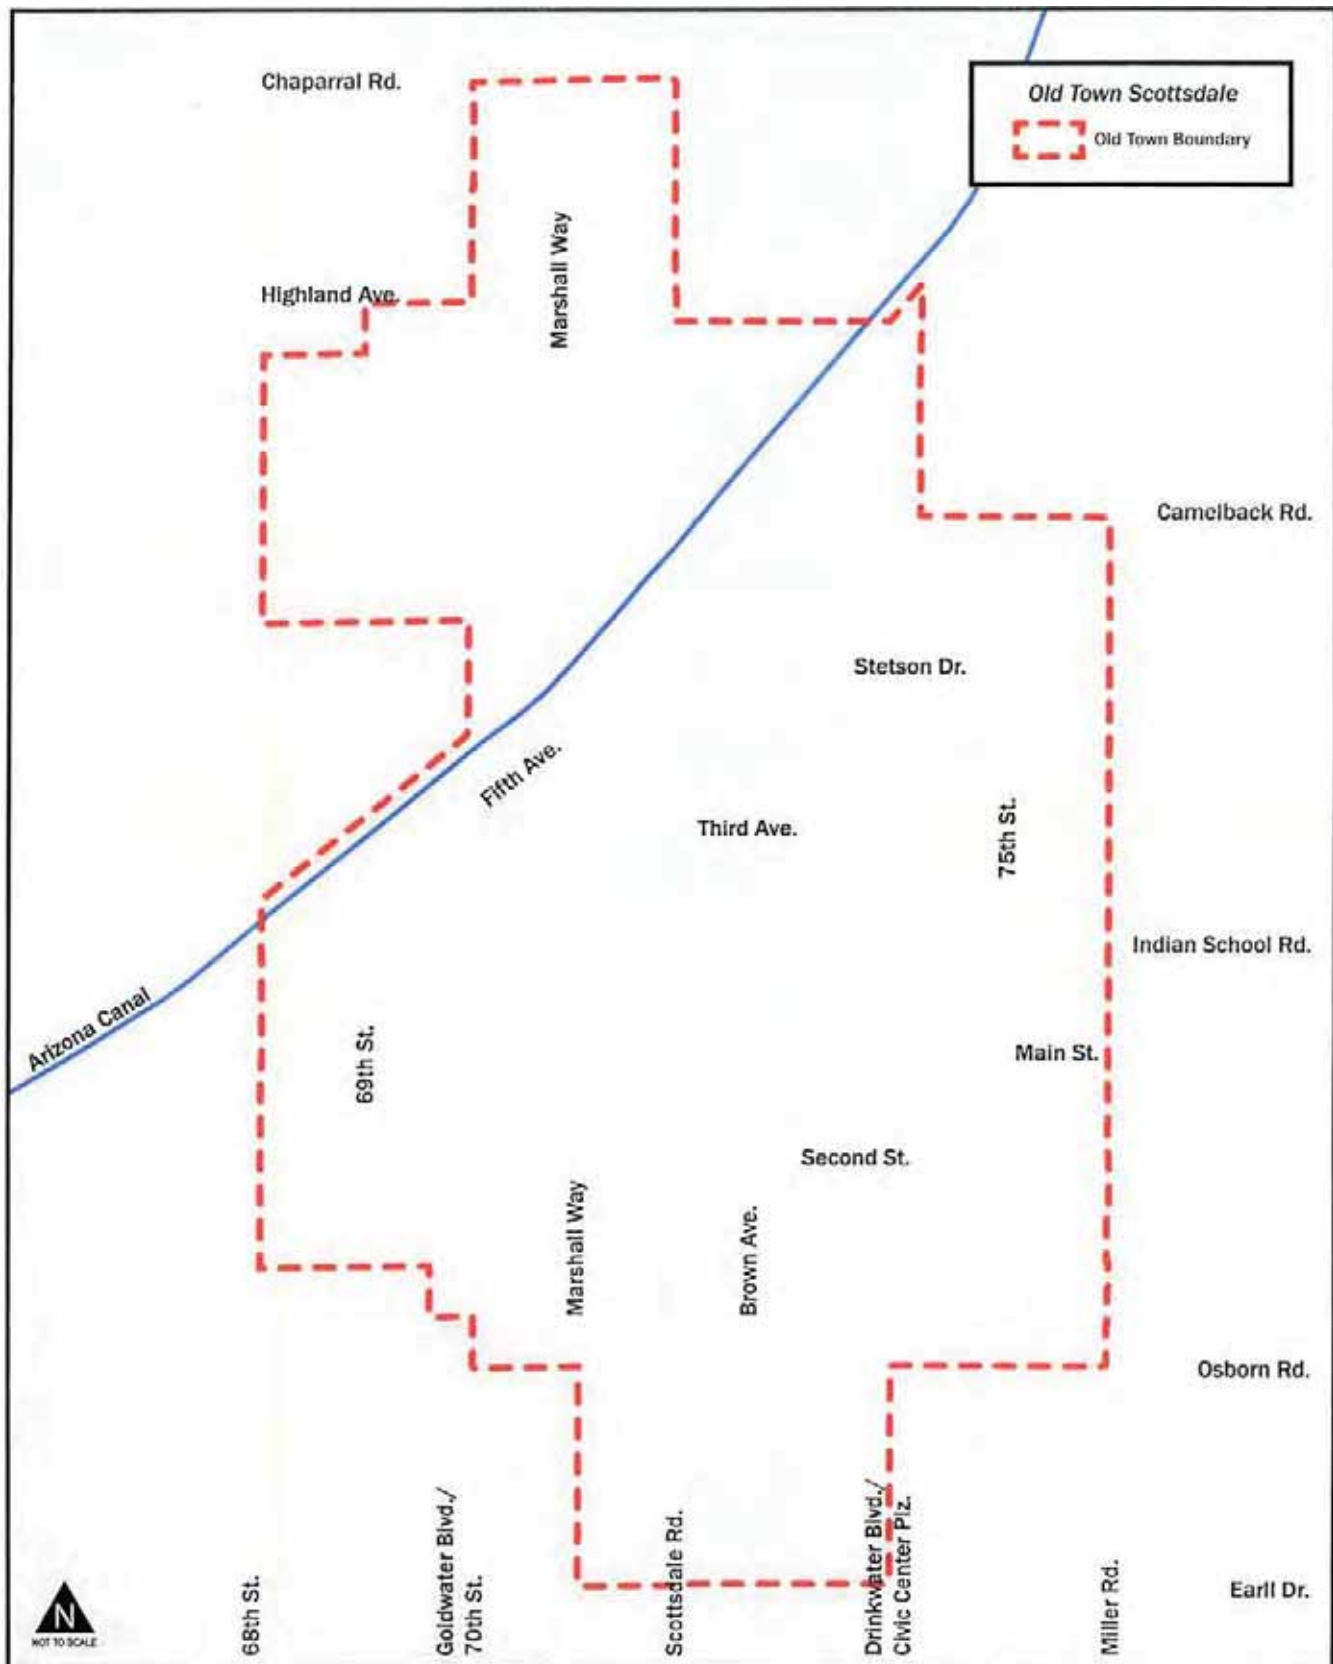 Chaparral Rd.
Old Town Scottsdale
Old Town Boundary
Marshall Way
Highland Ave.
Camelback Rd.
Stetson Dr.
Fifth Ave.
Third Ave.
75th St.
Indian School Rd.
Arizona Canal
69th St.
Main St.
Second St.
Marshall Way
Brown Ave.
Osborn Rd.
68th St.
Goldwater Blvd./
70th St.
Scottsdale Rd.
Drinkwater Blvd./
Civic Center Plz.
Miller Rd.
Earll Dr.
N
NOT TO SCALE